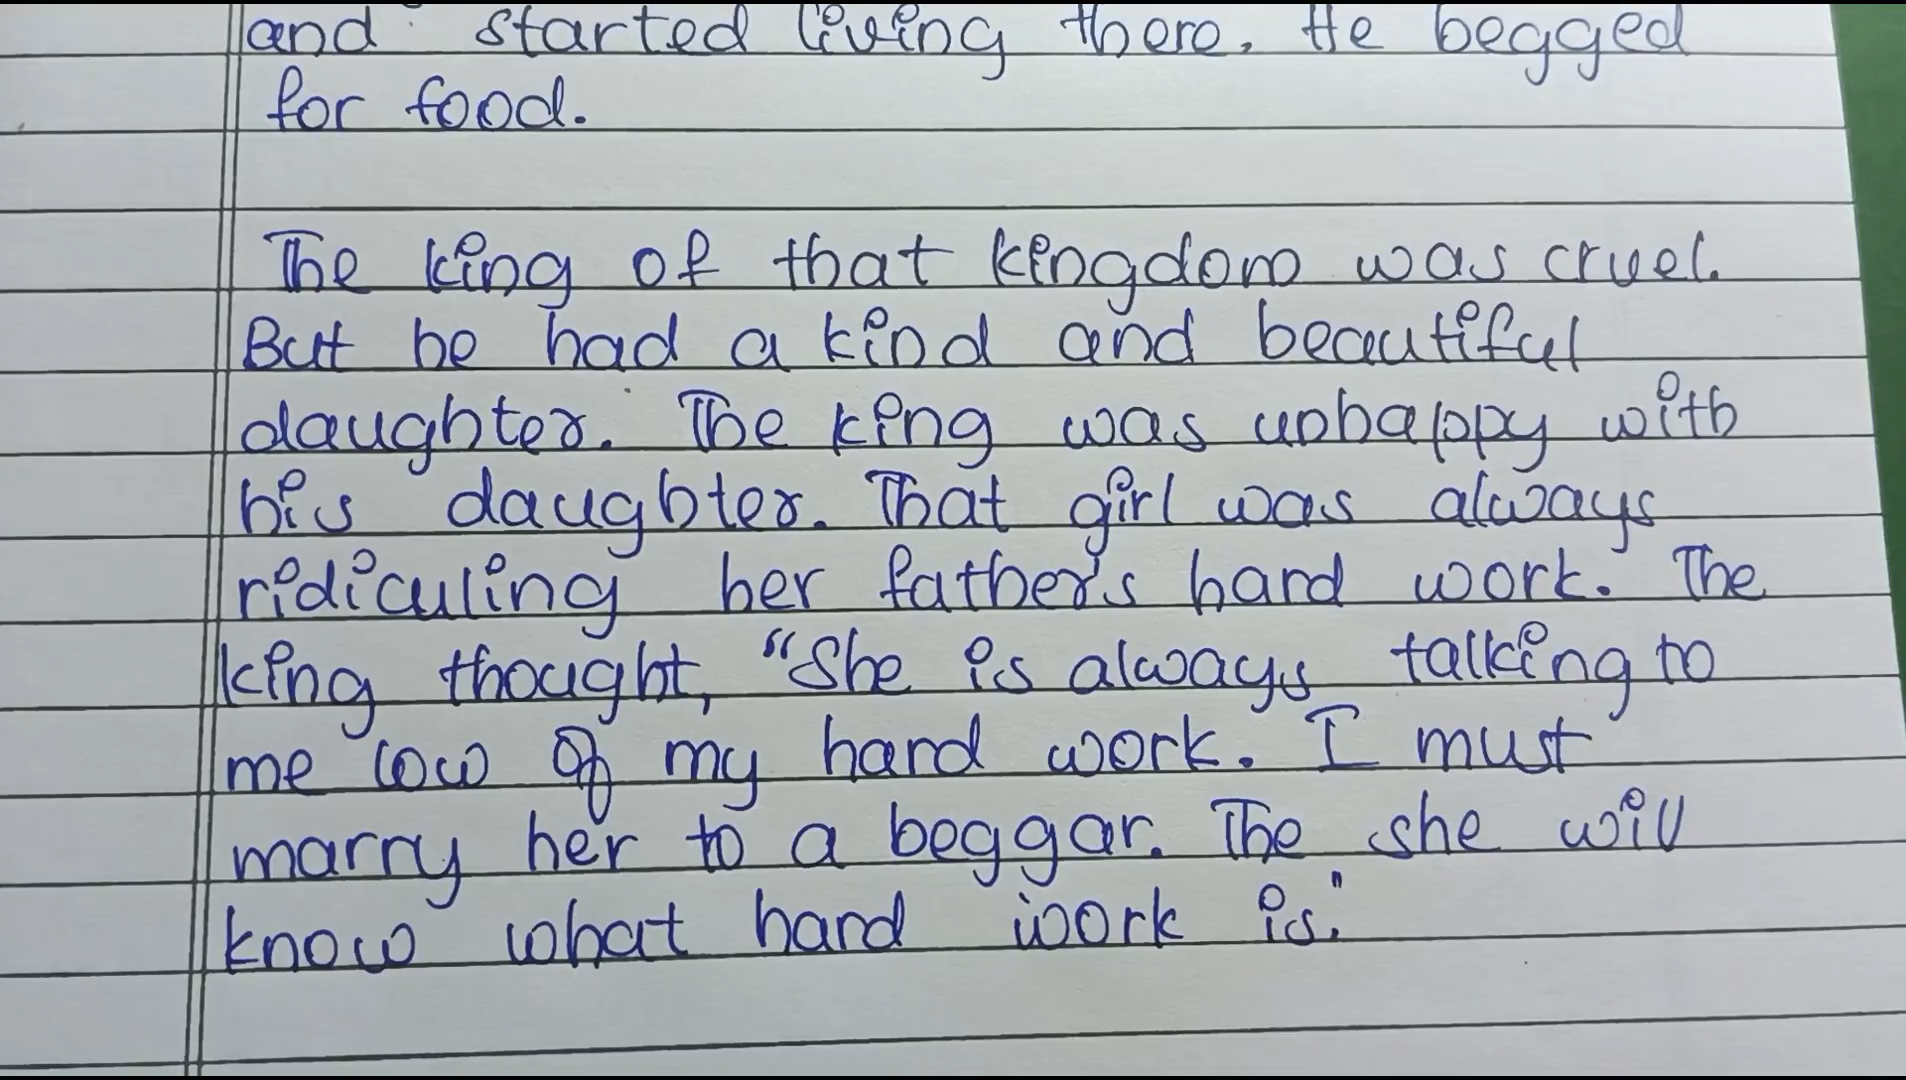 and started living there. He begged
for food.
The king of that kingdom was cruel.
But he had a kind and beautiful
daughter. The king was unhappy with
his daughter. That girl was always
ridiculing her father's hard work. The
king thought, "She is always talking to
me low of my hard work. I must
marry her to a beggar. The she will
know what hard work is."